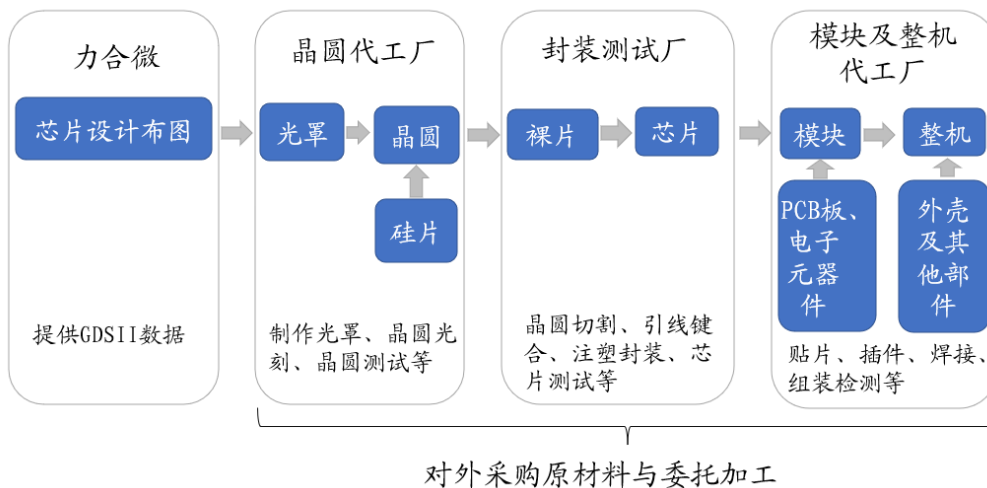 力合微
芯片设计布图
提供GDSII数据
晶圆代工厂
光罩
晶圆
硅片
制作光罩、晶圆光
刻、晶圆测试等
封装测试厂
裸片
芯片
晶圆切割、引线键
合、注塑封装、芯
片测试等
模块及整机
代工厂
模块
整机
PCB板、
电子
元器
件
外壳
及其
他部
件
贴片、插件、焊接、
组装检测等
对外采购原材料与委托加工